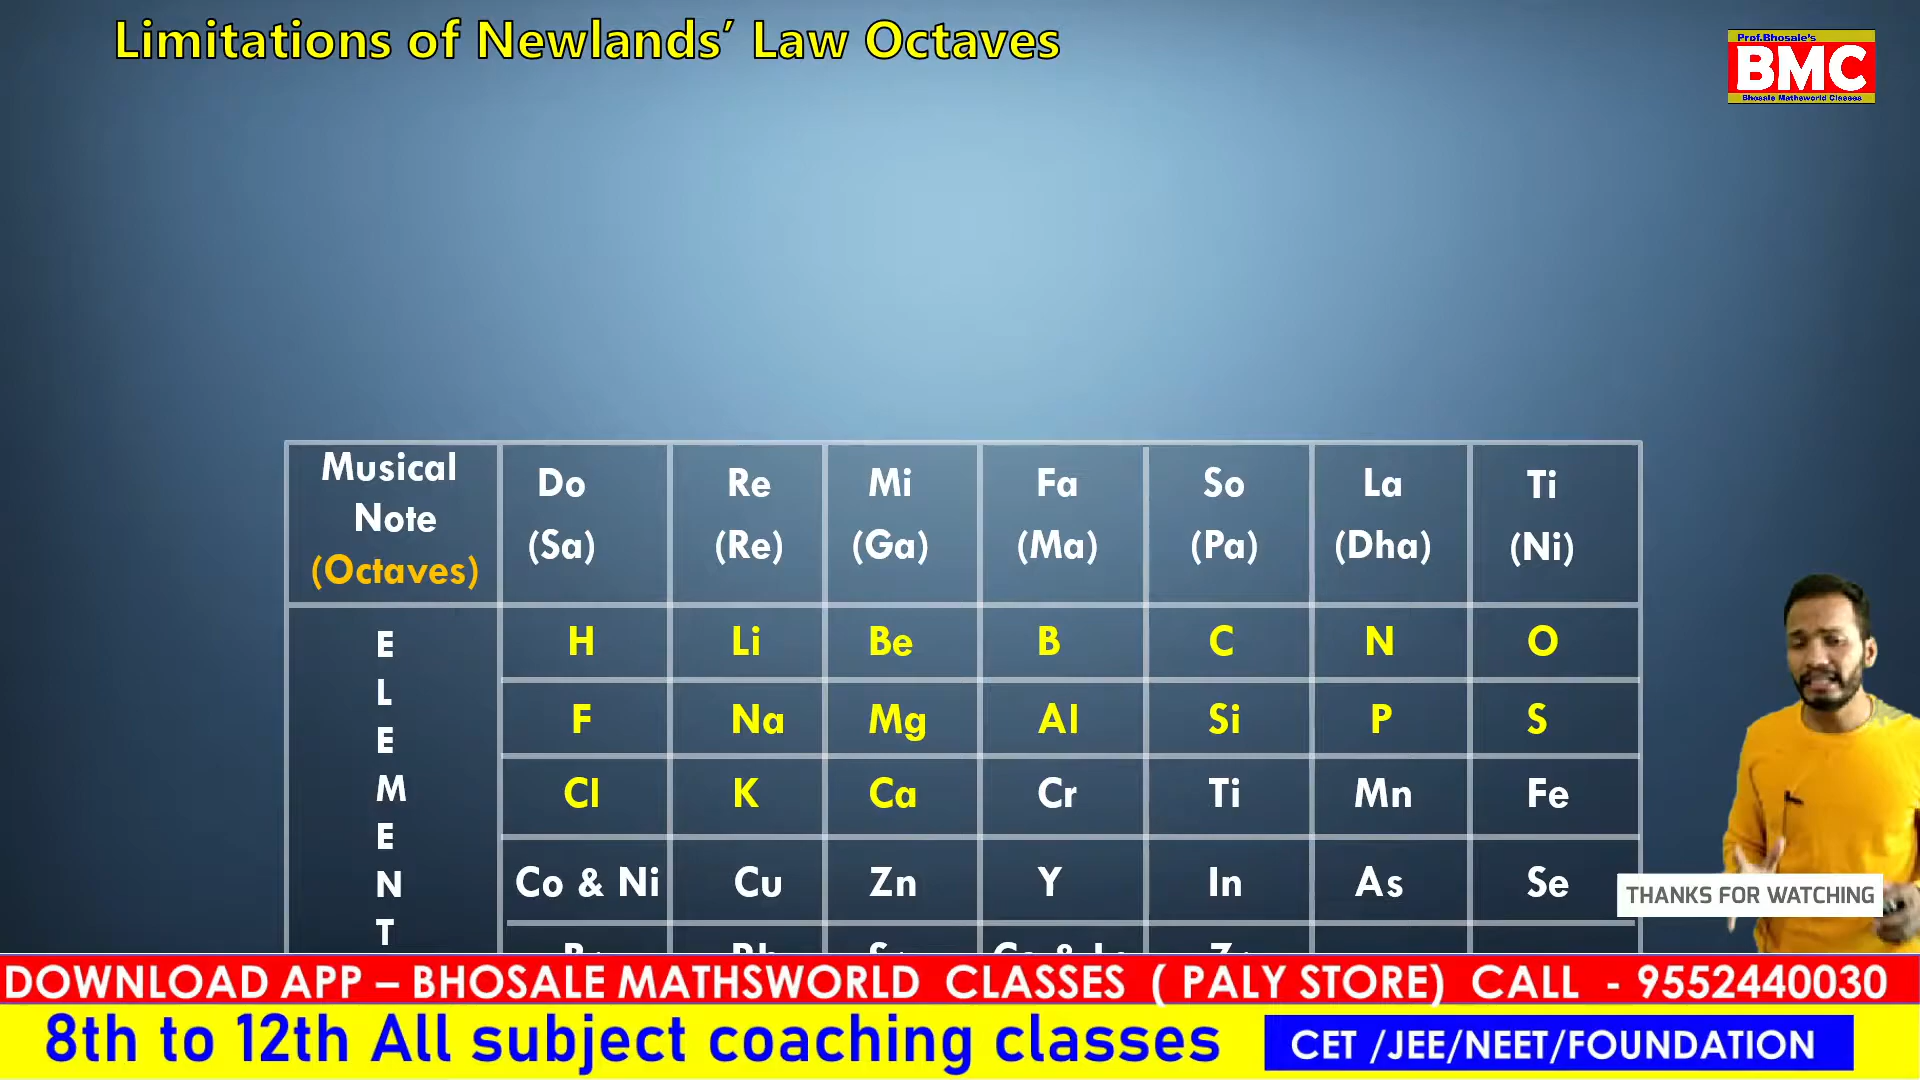 Limitations of Newlands’ Law Octaves
Prof.Bhosale's
BMC
Bhosale Mathsworld Classes
Musical Note (Octaves)
Do (Sa)
Re (Re)
Mi (Ga)
Fa (Ma)
So (Pa)
La (Dha)
Ti (Ni)
ELEMENT
H Li Be B C N O
F Na Mg Al Si P S
Cl K Ca Cr Ti Mn Fe
Co & Ni Cu Zn Y In As Se
THANKS FOR WATCHING
DOWNLOAD APP – BHOSALE MATHSWORLD CLASSES ( PALY STORE) CALL - 9552440030
8th to 12th All subject coaching classes
CET /JEE/NEET/FOUNDATION